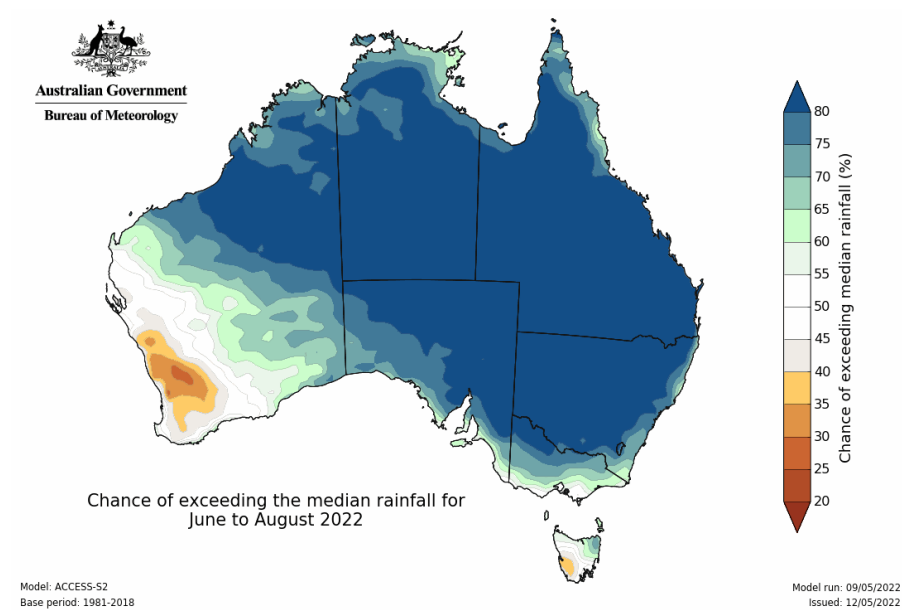 Australian Government
Bureau of Meteorology
80
75
70
65
60
55
50
45
40
35
30
25
20
Chance of exceeding median rainfall (%)
Chance of exceeding the median rainfall for
June to August 2022
Model: ACCESS-S2
Base period: 1981-2018
Model run: 09/05/2022
Issued: 12/05/2022